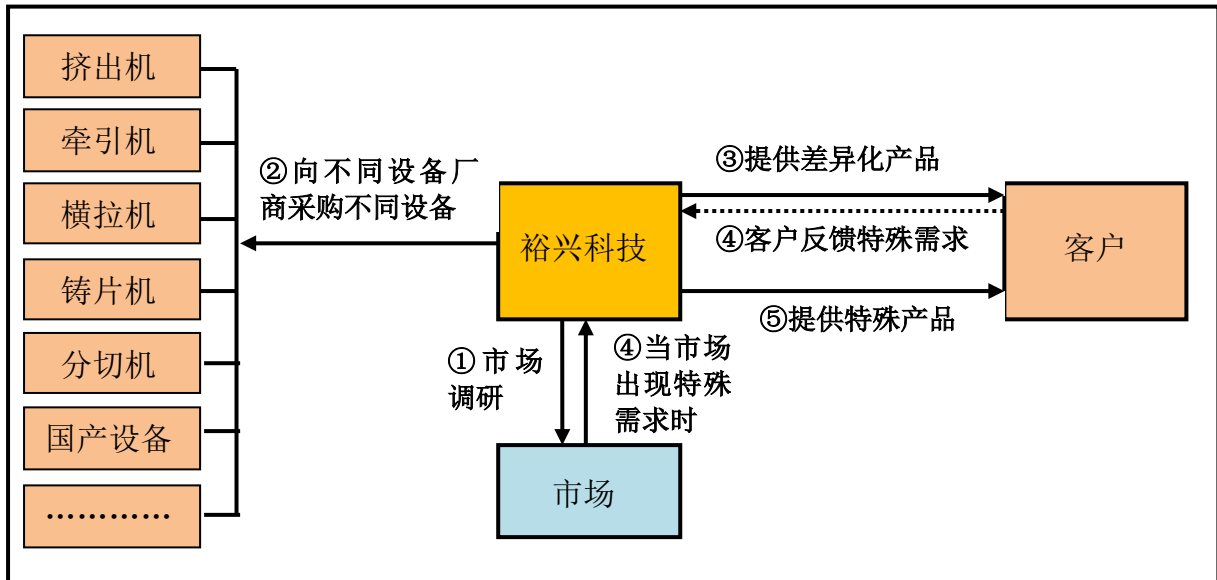 挤出机
牵引机
横拉机
铸片机
分切机
国产设备
…………
②向不同设备厂
商采购不同设备
裕兴科技
③提供差异化产品
④客户反馈特殊需求
⑤提供特殊产品
客户
①市场
调研
④当市场
出现特殊
需求时
市场